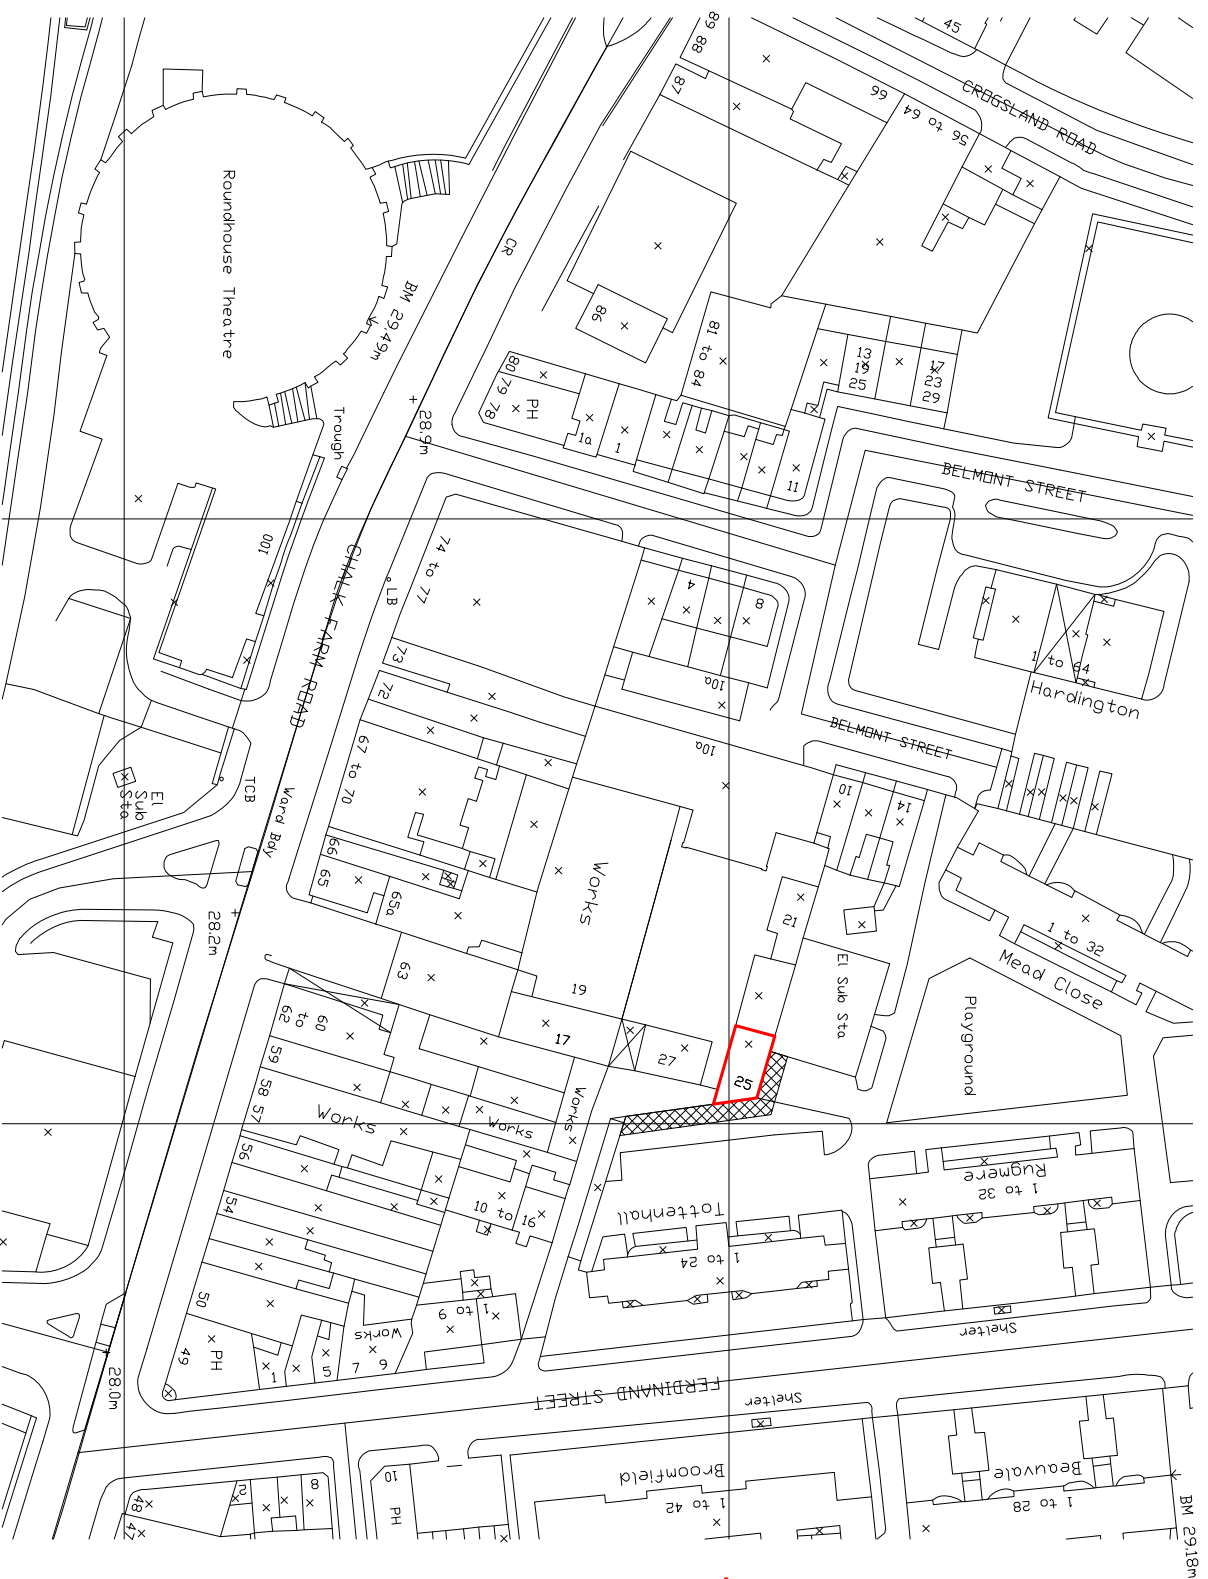 45
89 88
87
66
56 to 64
CROGSLAND ROAD
Roundhouse Theatre
CR
BM 29.49m
86
81 to 84
13
19
25
17
23
29
80 79 78
PH
1a
1
11
Trough
28.9m
BELMONT STREET
100
CHALK FARM ROAD
LB
74 to 77
4
8
73
72
10a
10a
1 to 64
Hardington
BELMONT STREET
67 to 70
10
14
TCB
El
Sub
Sta
Ward Bdy
66
65
65a
Works
21
1 to 32
Mead Close
28.2m
63
19
El Sub Sta
Playground
62
to
60
17
27
25
59
58 57
Works
Works
Works
56
54
10 to 16
Tottenhall
1 to 24
Rugmere
1 to 32
50
1 to 9
Works
Shelter
49
PH
1
5
7
9
28.0m
FERDINAND STREET
Shelter
Broomfield
1 to 42
Beauvale
1 to 28
10
PH
48
47
2
8
BM 29.18m